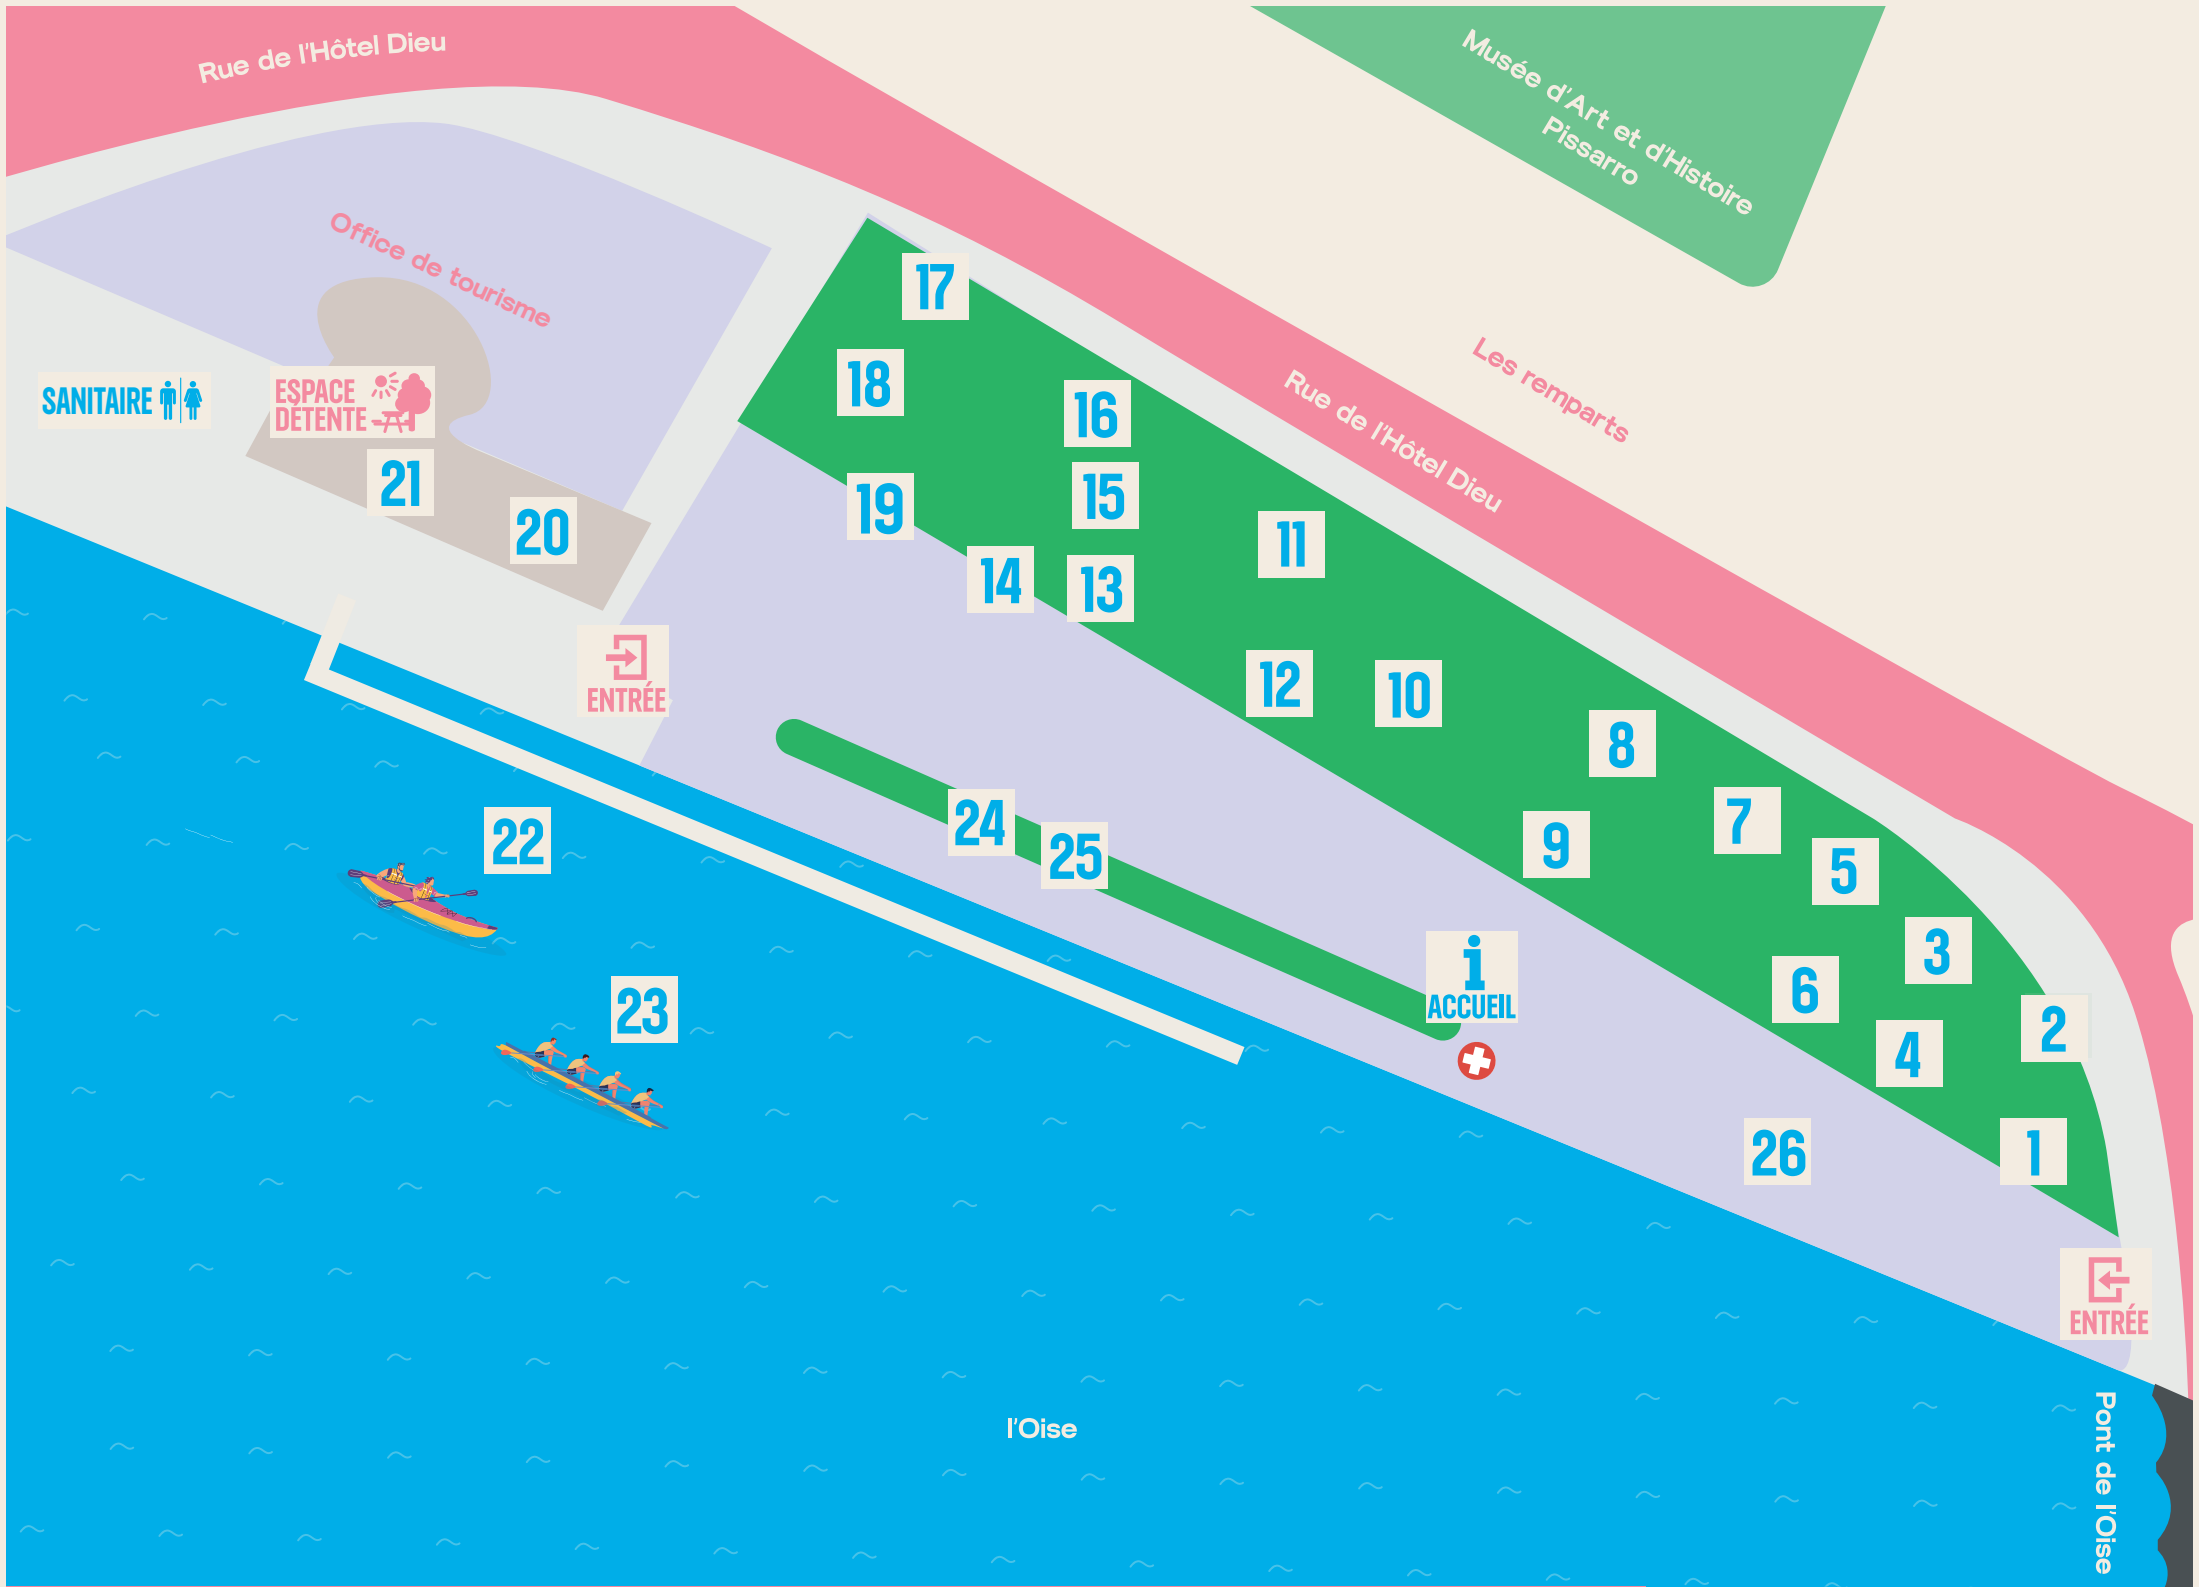 Rue de l'Hôtel Dieu
Musée d'Art et d'Histoire
Pissarro
Office de tourisme
17
Les remparts
Rue de l'Hôtel Dieu
SANITAIRE
ESPACE
DÉTENTE
18
16
21
20
19
15
11
14
13
ENTRÉE
12
10
8
22
24
25
9
7
5
23
i
ACCUEIL
3
6
2
4
26
1
ENTRÉE
l'Oise
Pont de l'Oise